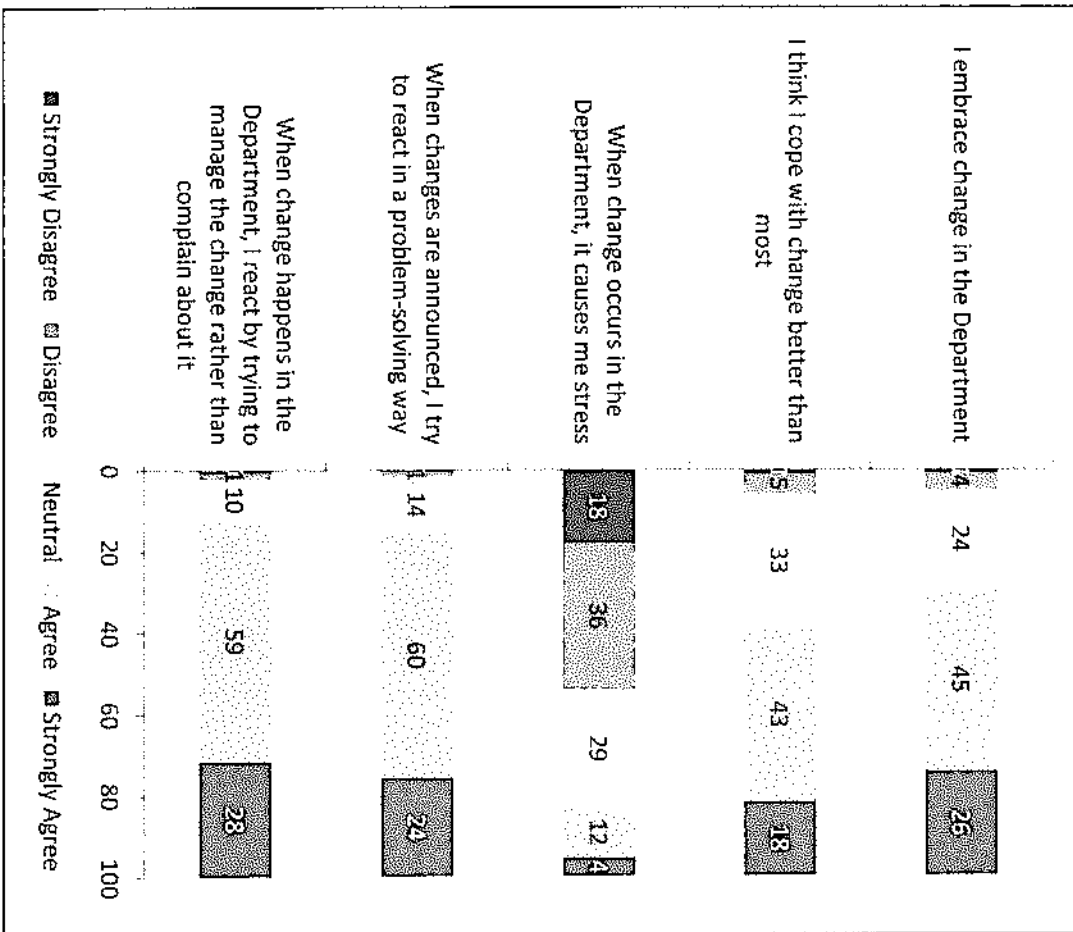 I embrace change in the Department
4 24 45 26
I think I cope with change better than
most
5 33 43 18
When change occurs in the
Department, it causes me stress
18 36 29 12 4
When changes are announced, I try
to react in a problem-solving way
1 14 60 24
When change happens in the
Department, I react by trying to
manage the change rather than
complain about it
1 10 59 28
0 20 40 60 80 100
Strongly Disagree Disagree Neutral Agree Strongly Agree